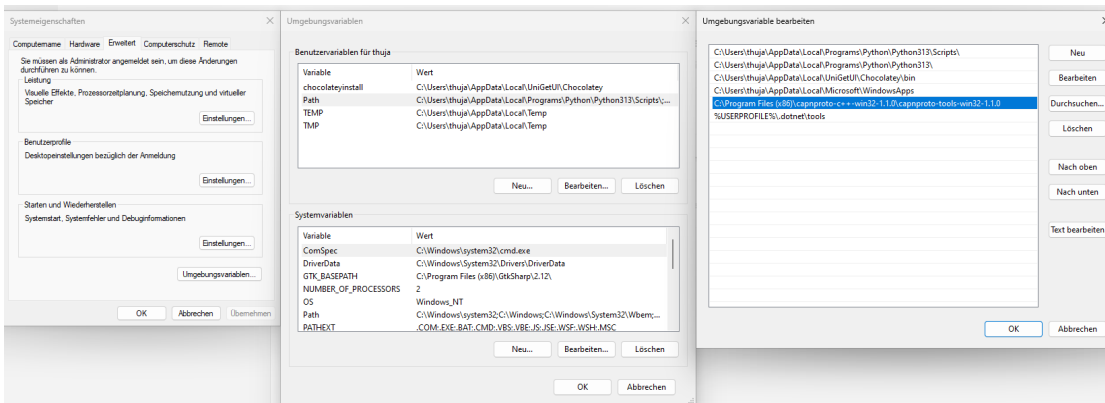 Systemeigenschaften
Computername Hardware Erweitert Computerschutz Remote
Sie müssen als Administrator angemeldet sein, um diese Änderungen
durchführen zu können.
Leistung
Visuelle Effekte, Prozessorzeitplanung, Speichernutzung und virtueller
Speicher
Einstellungen...
Benutzerprofile
Desktopeinstellungen bezüglich der Anmeldung
Einstellungen...
Starten und Wiederherstellen
Systemstart, Systemfehler und Debuginformationen
Einstellungen...
Umgebungsvariablen...
OK Abbrechen Übernehmen
Umgebungsvariablen
Benutzervariablen für thuja
Variable Wert
chocolateyinstall C:\Users\thuja\AppData\Local\UniGetUI\Chocolatey
Path C:\Users\thuja\AppData\Local\Programs\Python\Python313\Scripts\;...
TEMP C:\Users\thuja\AppData\Local\Temp
TMP C:\Users\thuja\AppData\Local\Temp
Neu... Bearbeiten... Löschen
Systemvariablen
Variable Wert
ComSpec C:\Windows\system32\cmd.exe
DriverData C:\Windows\System32\Drivers\DriverData
GTK_BASEPATH C:\Program Files (x86)\GtkSharp\2.12\
NUMBER_OF_PROCESSORS 2
OS Windows_NT
Path C:\Windows\system32;C:\Windows;C:\Windows\System32\Wbem;...
PATHEXT .COM;.EXE;.BAT;.CMD;.VBS;.VBE;.JS;.JSE;.WSF;.WSH;.MSC
Neu... Bearbeiten... Löschen
OK Abbrechen
Umgebungsvariable bearbeiten
C:\Users\thuja\AppData\Local\Programs\Python\Python313\Scripts\
C:\Users\thuja\AppData\Local\Programs\Python\Python313\
C:\Users\thuja\AppData\Local\UniGetUI\Chocolatey\bin
C:\Users\thuja\AppData\Local\Microsoft\WindowsApps
C:\Program Files (x86)\capnproto-c++-win32-1.1.0\capnproto-tools-win32-1.1.0
%USERPROFILE%\.dotnet\tools
Neu
Bearbeiten
Durchsuchen...
Löschen
Nach oben
Nach unten
Text bearbeiten
OK Abbrechen